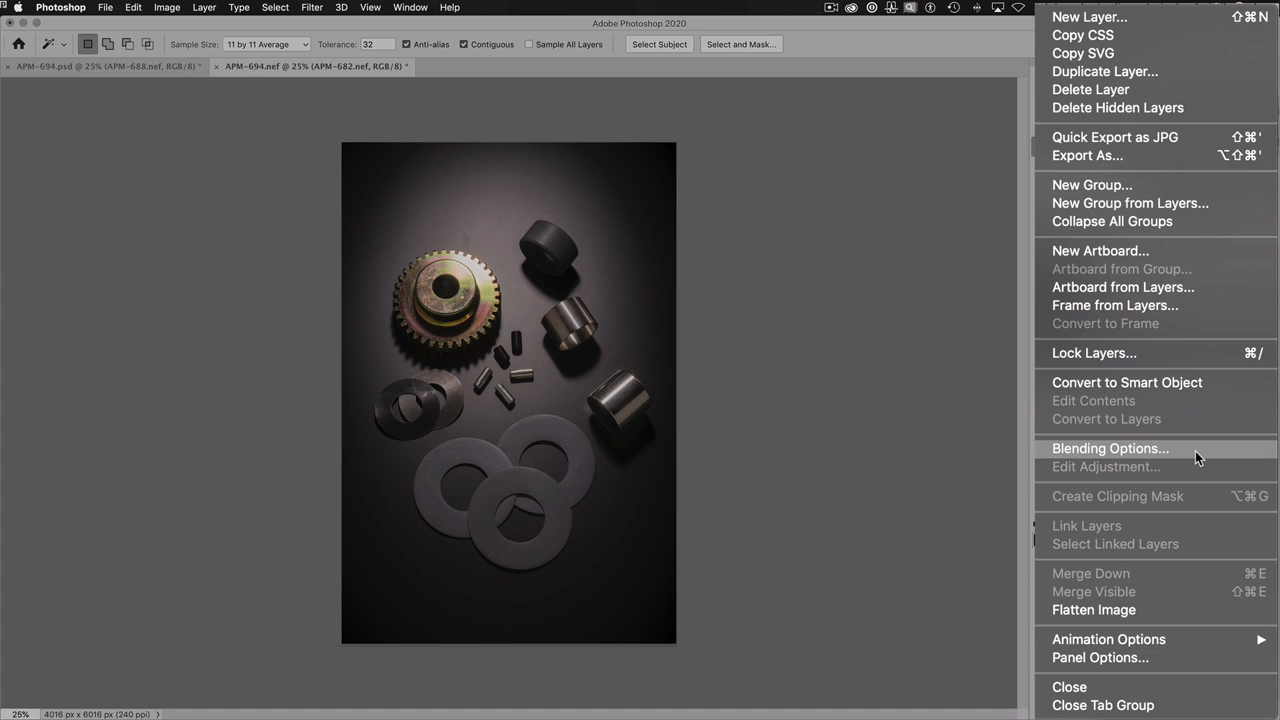 Photoshop File Edit Image Layer Type Select Filter 3D View Window Help
Adobe Photoshop 2020
Sample Size: 11 by 11 Average Tolerance: 32 Anti-alias Contiguous Sample All Layers Select Subject Select and Mask...
APM-694.psd @ 25% (APM-688.nef, RGB/8) * APM-694.nef @ 25% (APM-682.nef, RGB/8) *
New Layer... ⇧⌘N
Copy CSS
Copy SVG
Duplicate Layer...
Delete Layer
Delete Hidden Layers
Quick Export as JPG ⇧⌘'
Export As... ⌥⇧⌘'
New Group...
New Group from Layers...
Collapse All Groups
New Artboard...
Artboard from Group...
Artboard from Layers...
Frame from Layers...
Convert to Frame
Lock Layers... ⌘/
Convert to Smart Object
Edit Contents
Convert to Layers
Blending Options...
Edit Adjustment...
Create Clipping Mask ⌥⌘G
Link Layers
Select Linked Layers
Merge Down ⌘E
Merge Visible ⇧⌘E
Flatten Image
Animation Options
Panel Options...
Close
Close Tab Group
25% 4016 px x 6016 px (240 ppi)